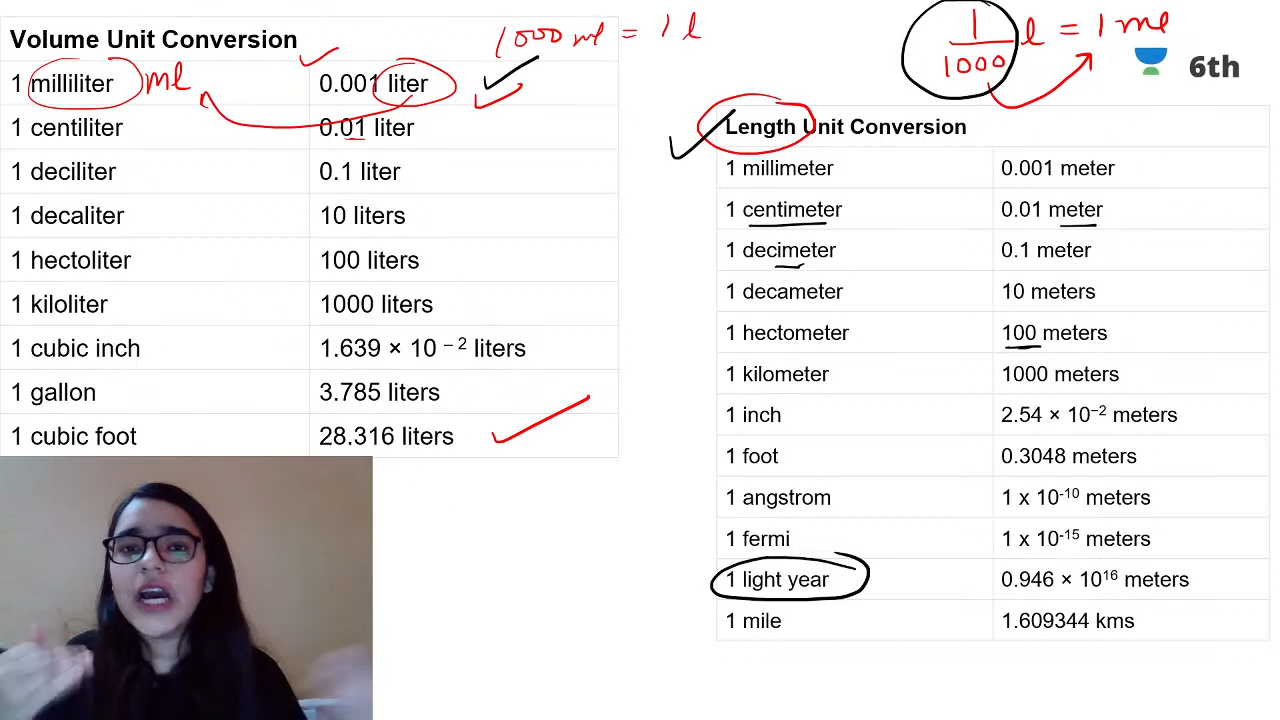 1000 ml = 1 l
Volume Unit Conversion
1 milliliter ml 0.001 liter
1 centiliter 0.01 liter
1 deciliter 0.1 liter
1 decaliter 10 liters
1 hectoliter 100 liters
1 kiloliter 1000 liters
1 cubic inch 1.639 × 10 ⁻ ² liters
1 gallon 3.785 liters
1 cubic foot 28.316 liters
1/1000 l = 1 ml
6th
Length Unit Conversion
1 millimeter 0.001 meter
1 centimeter 0.01 meter
1 decimeter 0.1 meter
1 decameter 10 meters
1 hectometer 100 meters
1 kilometer 1000 meters
1 inch 2.54 × 10⁻² meters
1 foot 0.3048 meters
1 angstrom 1 x 10⁻¹⁰ meters
1 fermi 1 x 10⁻¹⁵ meters
1 light year 0.946 × 10¹⁶ meters
1 mile 1.609344 kms